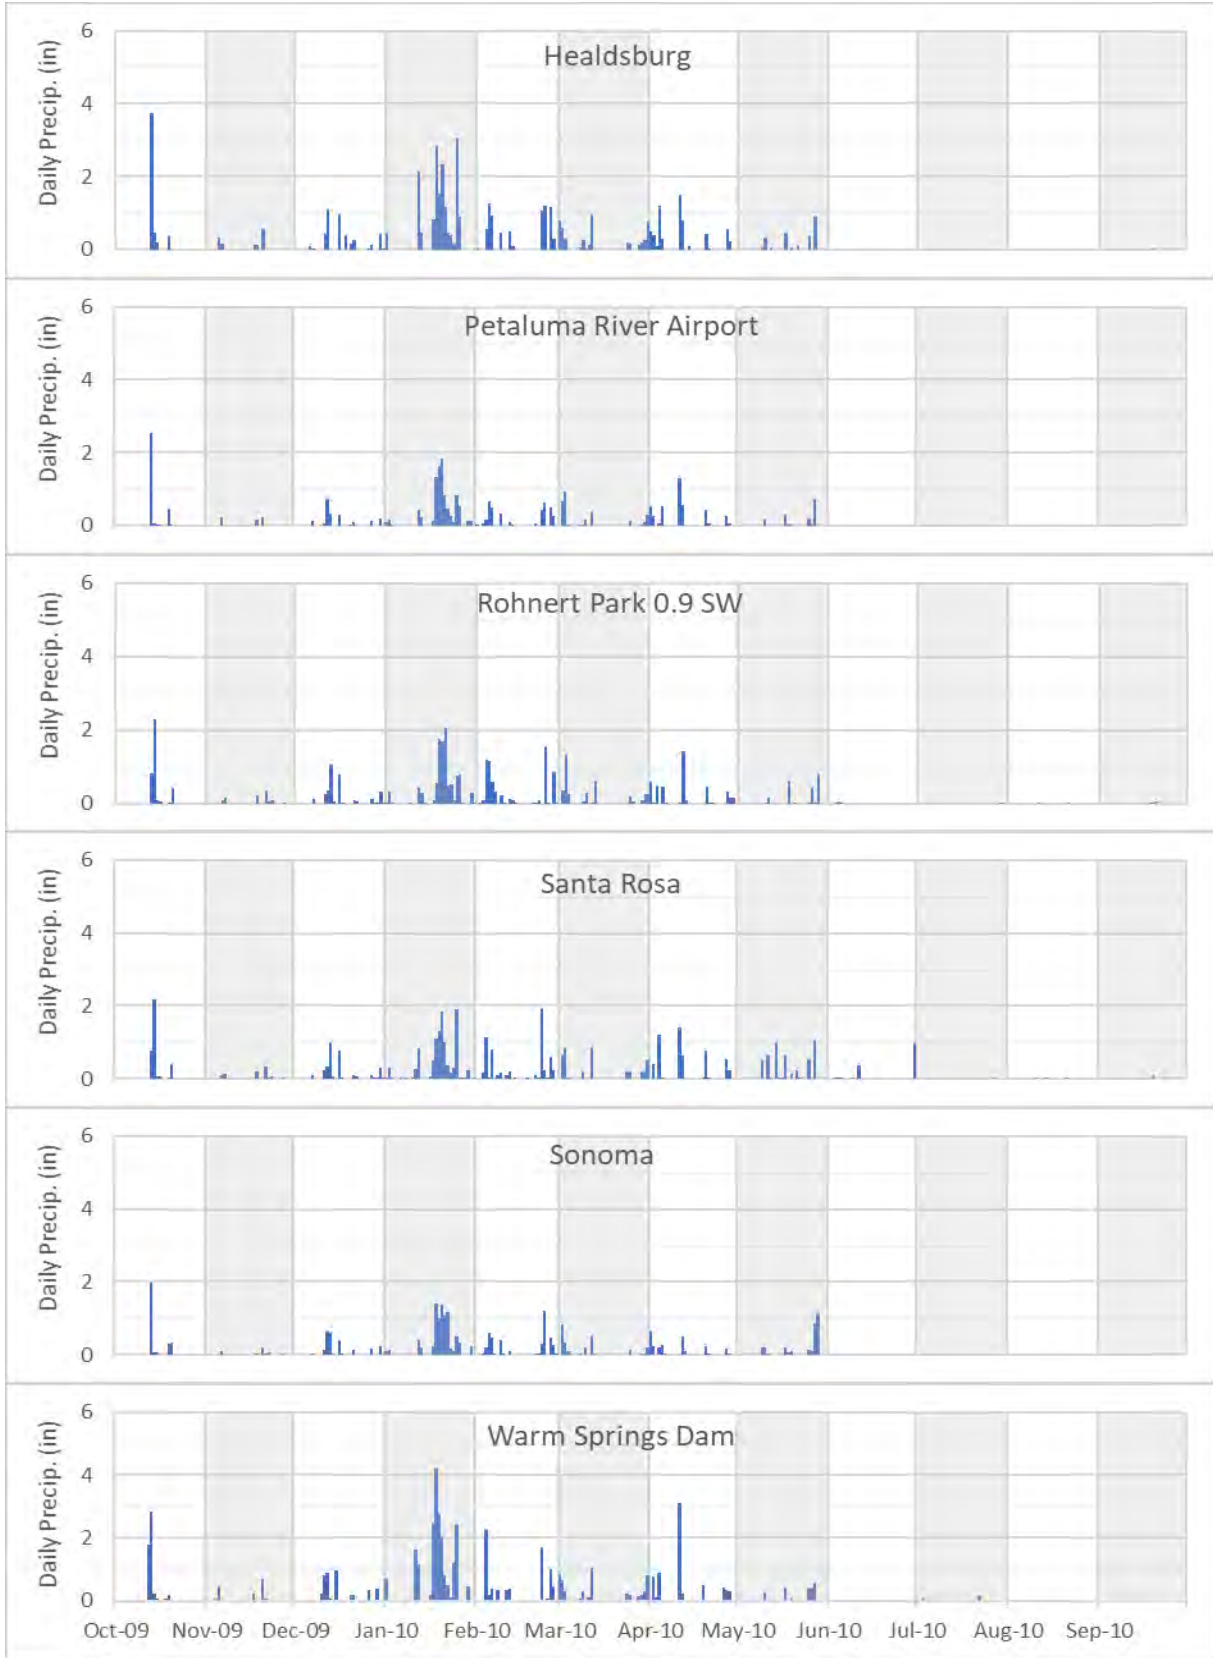 Healdsburg
Daily Precip. (in)
6
4
2
0
Petaluma River Airport
Daily Precip. (in)
6
4
2
0
Rohnert Park 0.9 SW
Daily Precip. (in)
6
4
2
0
Santa Rosa
Daily Precip. (in)
6
4
2
0
Sonoma
Daily Precip. (in)
6
4
2
0
Warm Springs Dam
Daily Precip. (in)
6
4
2
0
Oct-09 Nov-09 Dec-09 Jan-10 Feb-10 Mar-10 Apr-10 May-10 Jun-10 Jul-10 Aug-10 Sep-10